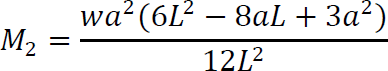 M₂ = wa²(6L² − 8aL + 3a²) / 12L²